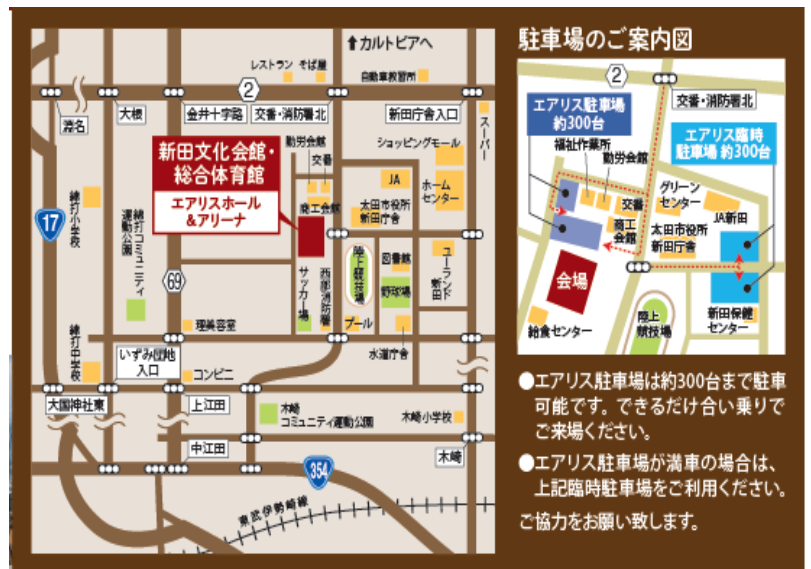 ↑カルトピアへ
レストラン そば屋
自動車教習所
2
大根
金井十字路
交番・消防署北
新田庁舎入口
スーパー
新田文化会館・
総合体育館
エアリスホール
&アリーナ
勤労会館
交番
商工会館
ショッピングモール
JA
ホーム
センター
太田市役所
新田庁舎
17
綿打小学校
綿打コミュニティ
運動公園
69
サッカー場
西部消防署
陸上競技場
図書館
野球場
ユーランド
新田
プール
水道庁舎
理美容室
綿打中学校
いずみ団地
入口
コンビニ
大国神社東
上江田
木崎
コミュニティ運動公園
木崎小学校
中江田
木崎
354
東武伊勢崎線
駐車場のご案内図
2
交番・消防署北
エアリス駐車場
約300台
エアリス臨時
駐車場 約300台
福祉作業所
勤労会館
交番
商工
会館
グリーン
センター
JA新田
太田市役所
新田庁舎
会場
給食センター
陸上
競技場
新田保健
センター
●エアリス駐車場は約300台まで駐車
可能です。できるだけ合い乗りで
ご来場ください。
●エアリス駐車場が満車の場合は、
上記臨時駐車場をご利用ください。
ご協力をお願い致します。